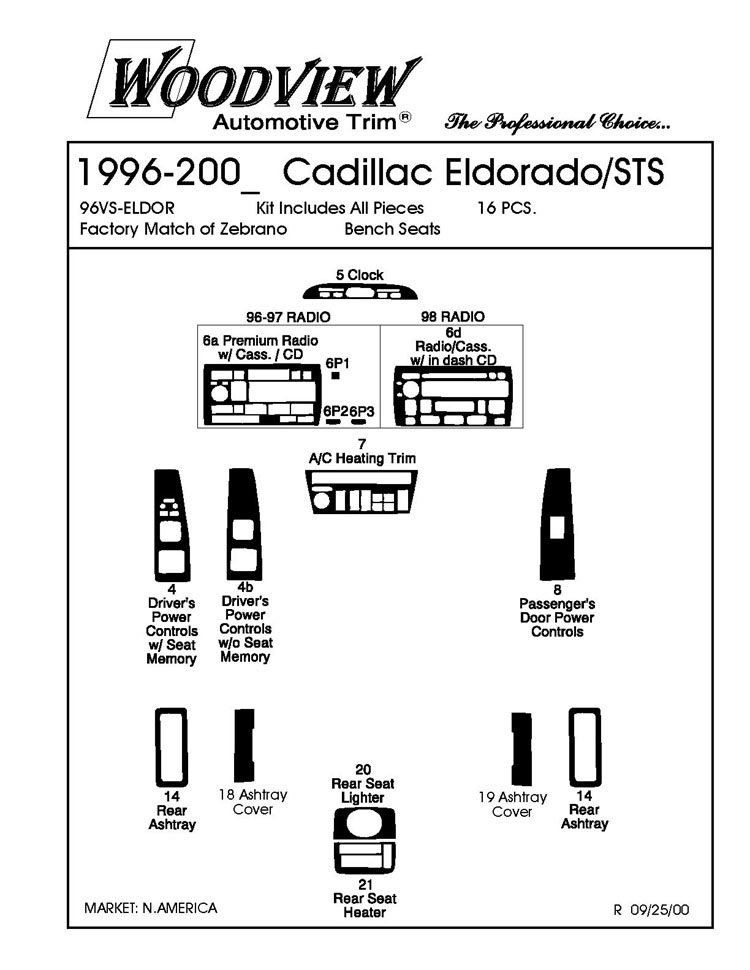 WOODVIEW
Automotive Trim®
The Professional Choice...
1996-200_ Cadillac Eldorado/STS
96VS-ELDOR Kit Includes All Pieces 16 PCS.
Factory Match of Zebrano Bench Seats
5 Clock
96-97 RADIO
98 RADIO
6a Premium Radio
w/ Cass. / CD
6P1
6P2 6P3
6d
Radio/Cass.
w/ in dash CD
7
A/C Heating Trim
4
Driver's
Power
Controls
w/ Seat
Memory
4b
Driver's
Power
Controls
w/o Seat
Memory
8
Passenger's
Door Power
Controls
14
Rear
Ashtray
18 Ashtray
Cover
20
Rear Seat
Lighter
21
Rear Seat
Heater
19 Ashtray
Cover
14
Rear
Ashtray
MARKET: N.AMERICA
R 09/25/00